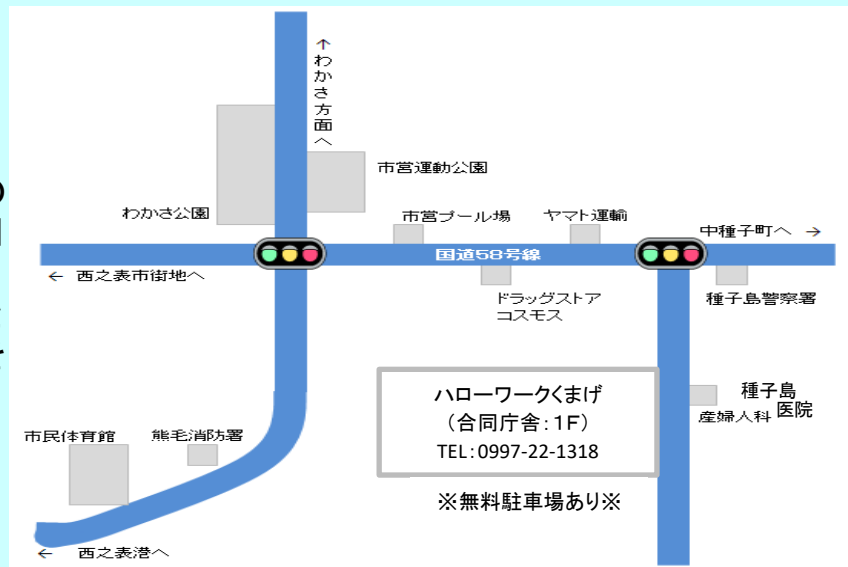 ↑わかさ方面へ
市営運動公園
わかさ公園
市営プール場
ヤマト運輸
中種子町へ →
国道58号線
← 西之表市街地へ
ドラッグストア
コスモス
種子島警察署
ハローワークくまげ
（合同庁舎：１Ｆ）
TEL：0997-22-1318
種子島
産婦人科 医院
市民体育館
熊毛消防署
※無料駐車場あり※
← 西之表港へ